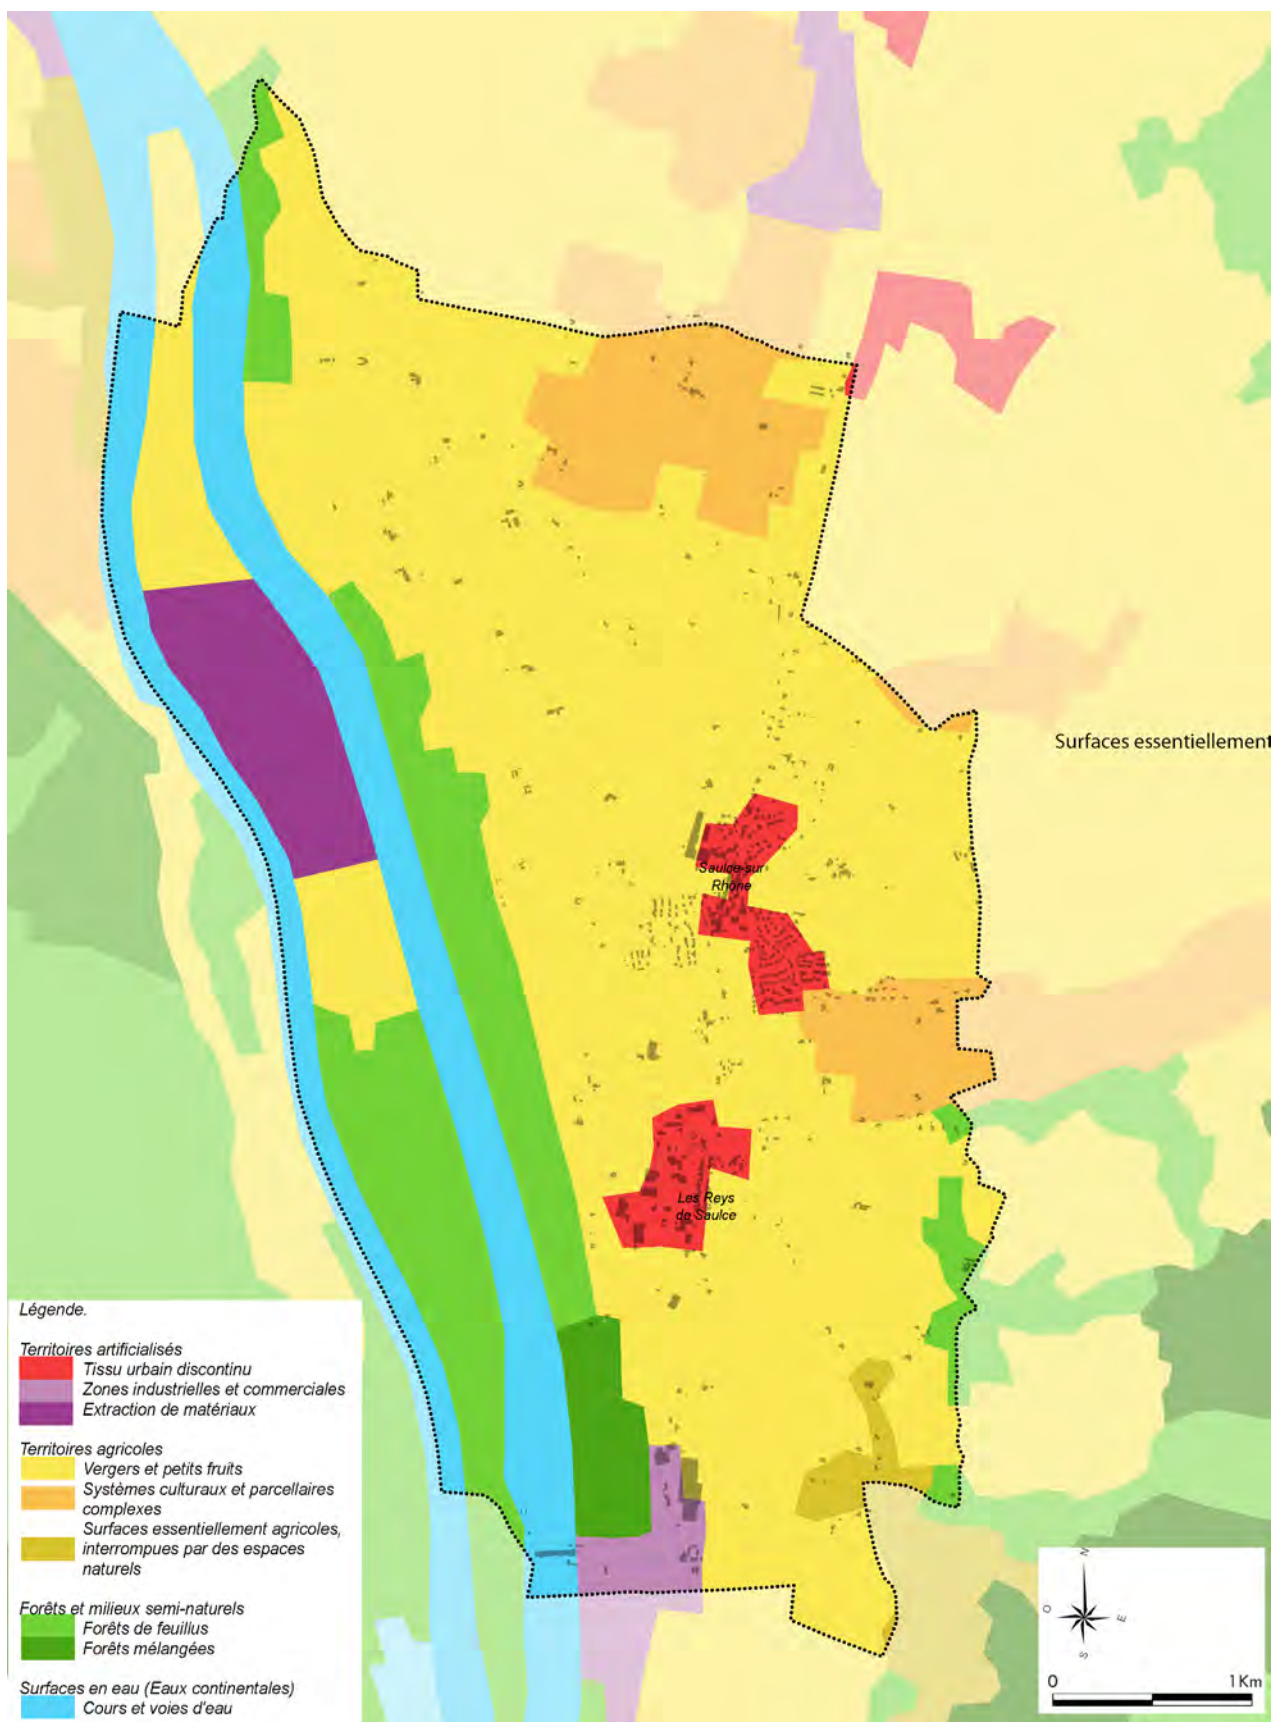 Surfaces essentiellement
Saulce-sur-
Rhône
Les Reys
de Saulce
Légende.
Territoires artificialisés
Tissu urbain discontinu
Zones industrielles et commerciales
Extraction de matériaux
Territoires agricoles
Vergers et petits fruits
Systèmes culturaux et parcellaires
complexes
Surfaces essentiellement agricoles,
interrompues par des espaces
naturels
Forêts et milieux semi-naturels
Forêts de feuillus
Forêts mélangées
Surfaces en eau (Eaux continentales)
Cours et voies d'eau
N
O
E
S
0 1 Km